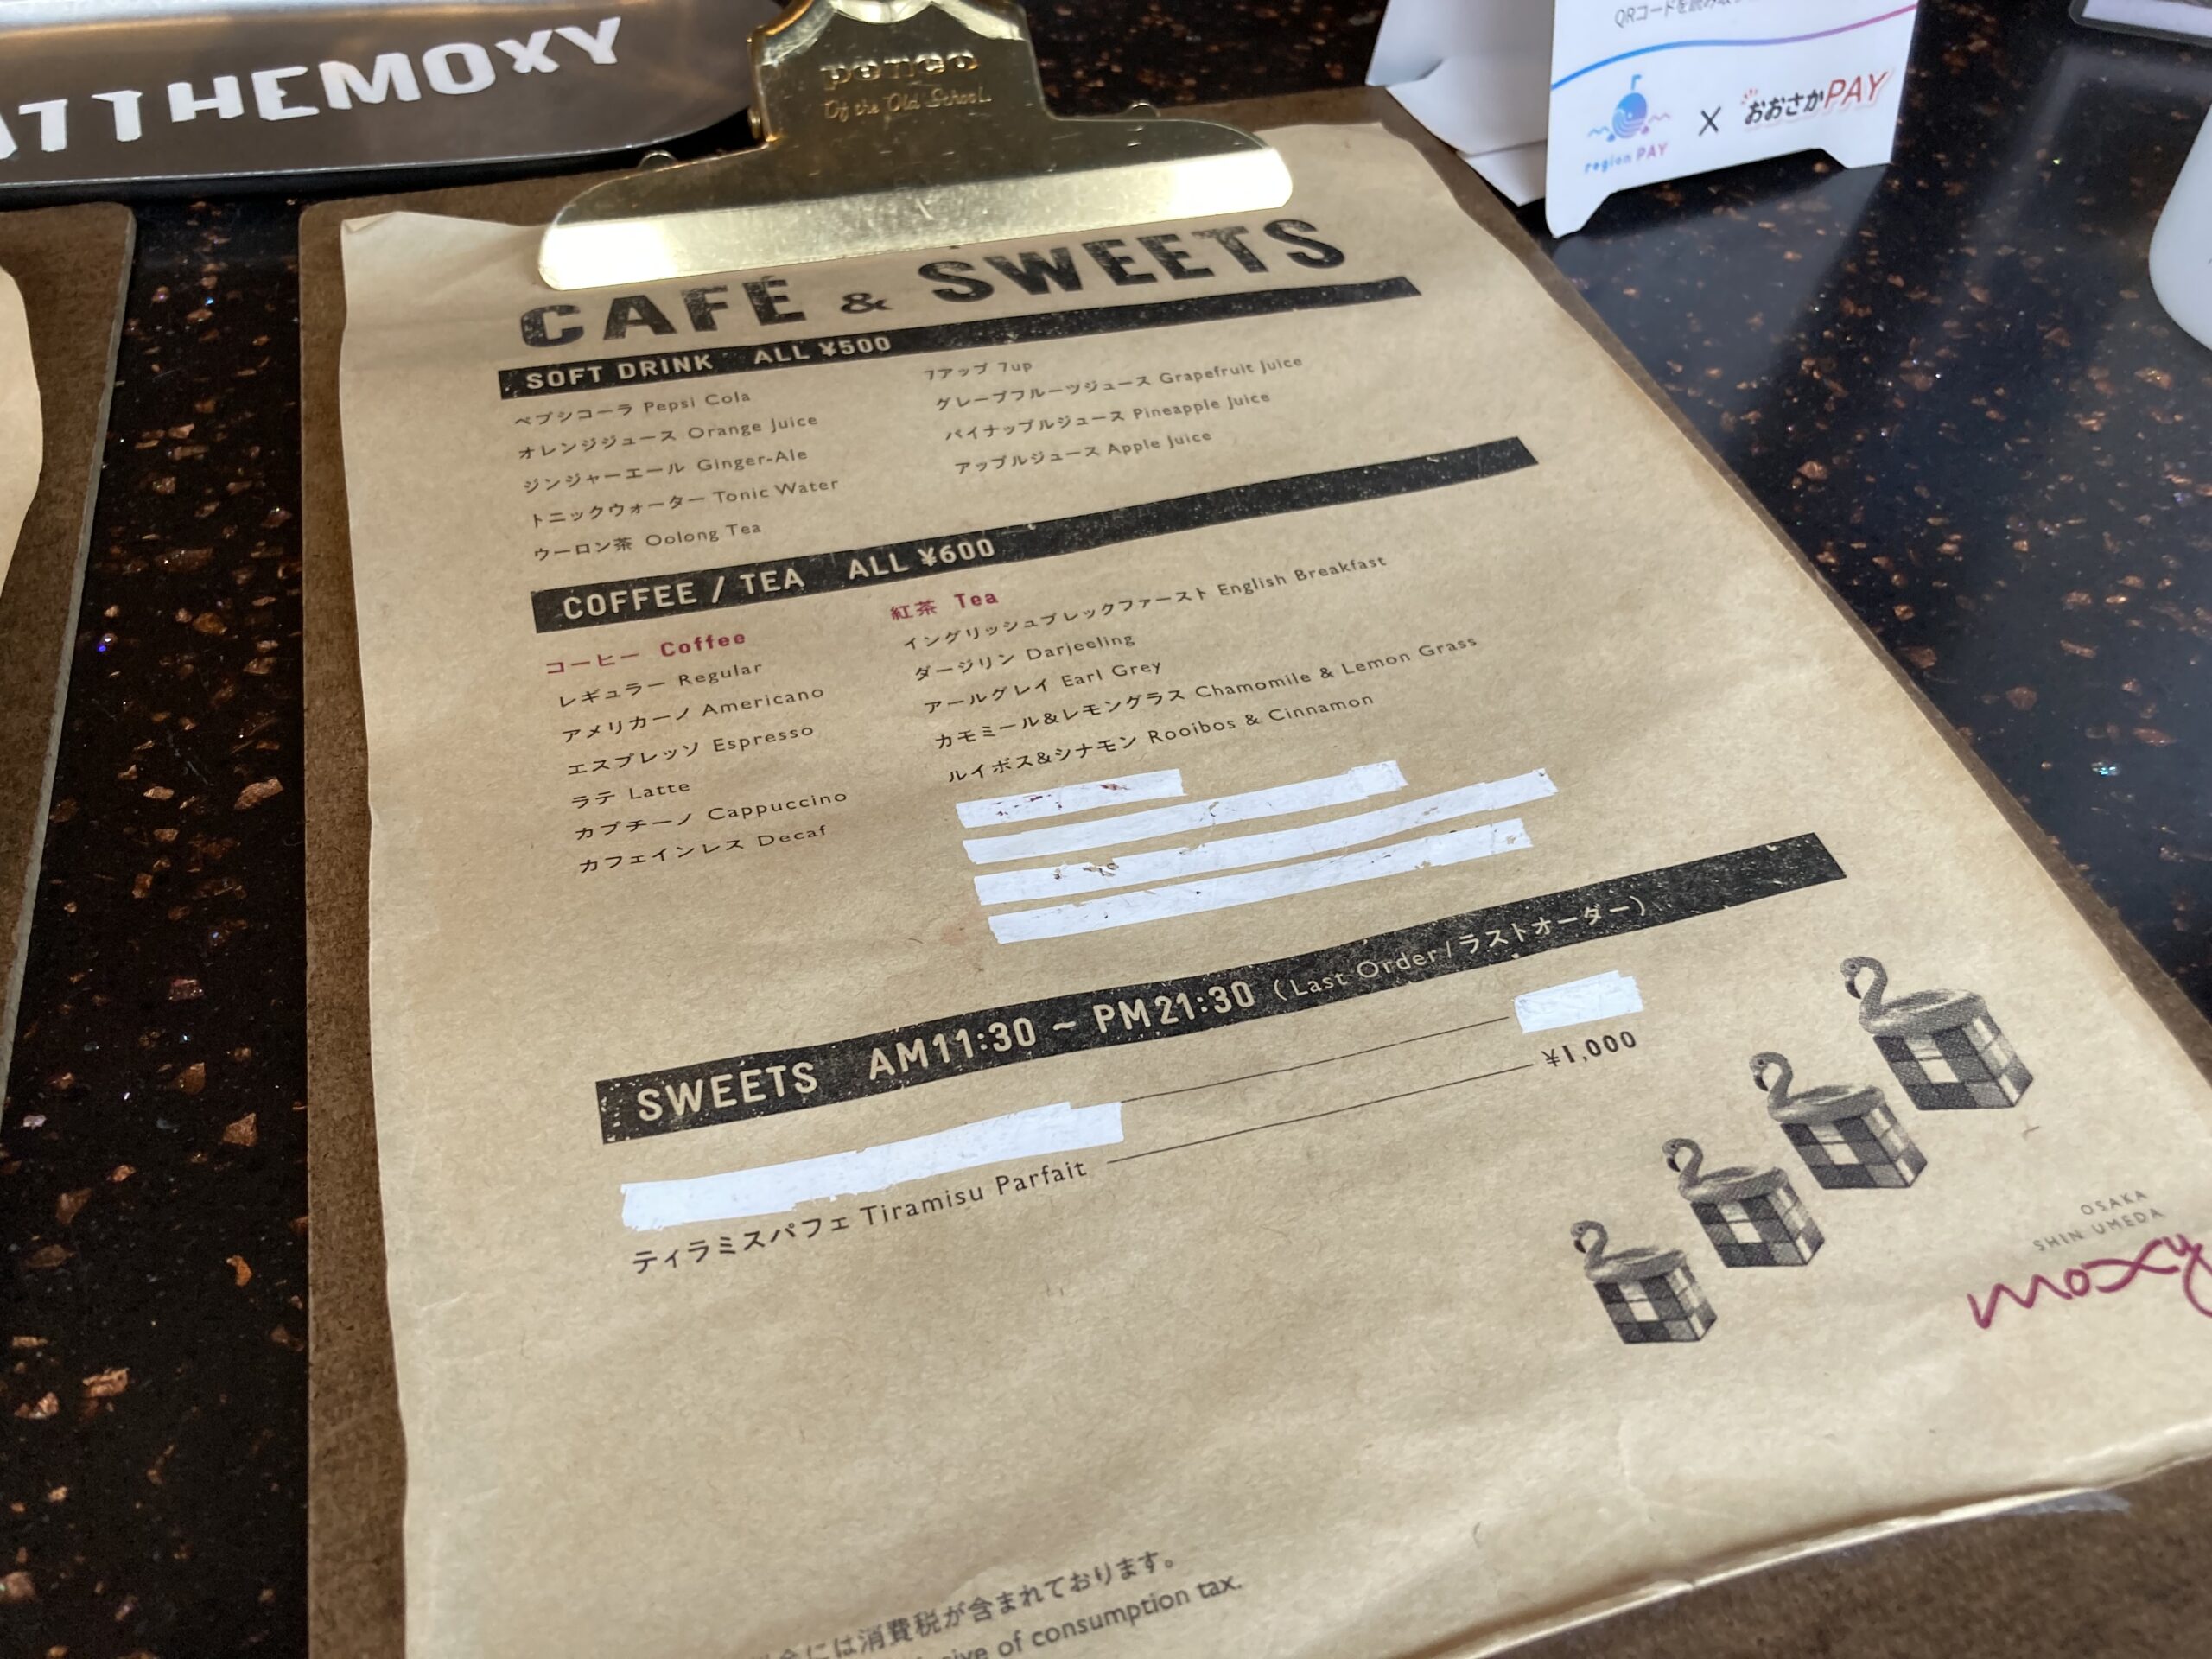 ATTHEMOXY
penco
Of the Old School.
QRコードを読み取
region PAY × おおさかPAY
CAFÉ & SWEETS
SOFT DRINK ALL ¥500
ペプシコーラ Pepsi Cola
オレンジジュース Orange Juice
ジンジャーエール Ginger-Ale
トニックウォーター Tonic Water
ウーロン茶 Oolong Tea
7アップ 7up
グレープフルーツジュース Grapefruit Juice
パイナップルジュース Pineapple Juice
アップルジュース Apple Juice
COFFEE / TEA ALL ¥600
コーヒー Coffee
レギュラー Regular
アメリカーノ Americano
エスプレッソ Espresso
ラテ Latte
カプチーノ Cappuccino
カフェインレス Decaf
紅茶 Tea
イングリッシュブレックファースト English Breakfast
ダージリン Darjeeling
アールグレイ Earl Grey
カモミール&レモングラス Chamomile & Lemon Grass
ルイボス&シナモン Rooibos & Cinnamon
SWEETS AM11:30 ~ PM21:30 (Last Order/ラストオーダー)
ティラミスパフェ Tiramisu Parfait ¥1,000
OSAKA
SHIN UMEDA
moxy
には消費税が含まれております。
of consumption tax.